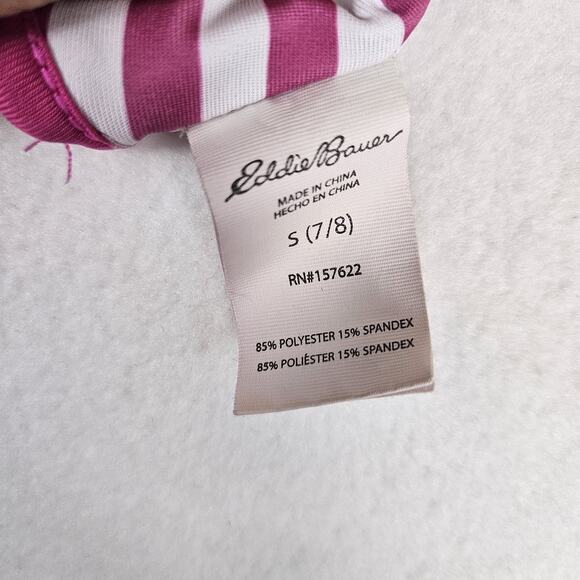 Eddie Bauer
MADE IN CHINA
HECHO EN CHINA
S (7/8)
RN#157622
85% POLYESTER 15% SPANDEX
85% POLIÉSTER 15% SPANDEX